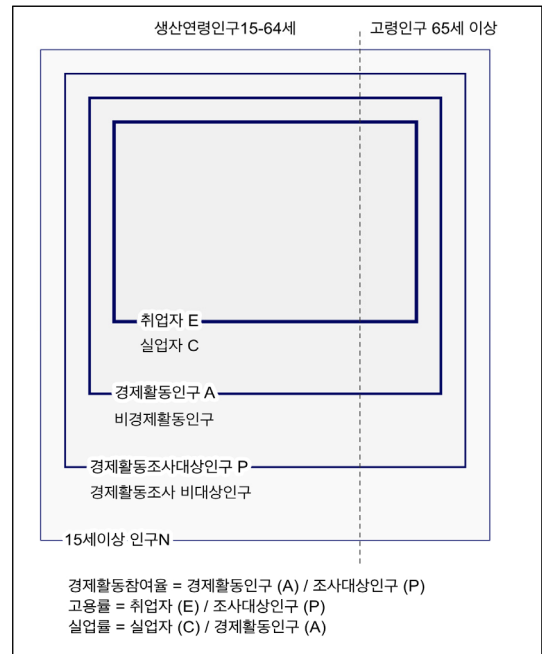 생산연령인구15-64세
고령인구 65세 이상
취업자 E
실업자 C
경제활동인구 A
비경제활동인구
경제활동조사대상인구 P
경제활동조사 비대상인구
15세이상 인구N
경제활동참여율 = 경제활동인구 (A) / 조사대상인구 (P)
고용률 = 취업자 (E) / 조사대상인구 (P)
실업률 = 실업자 (C) / 경제활동인구 (A)